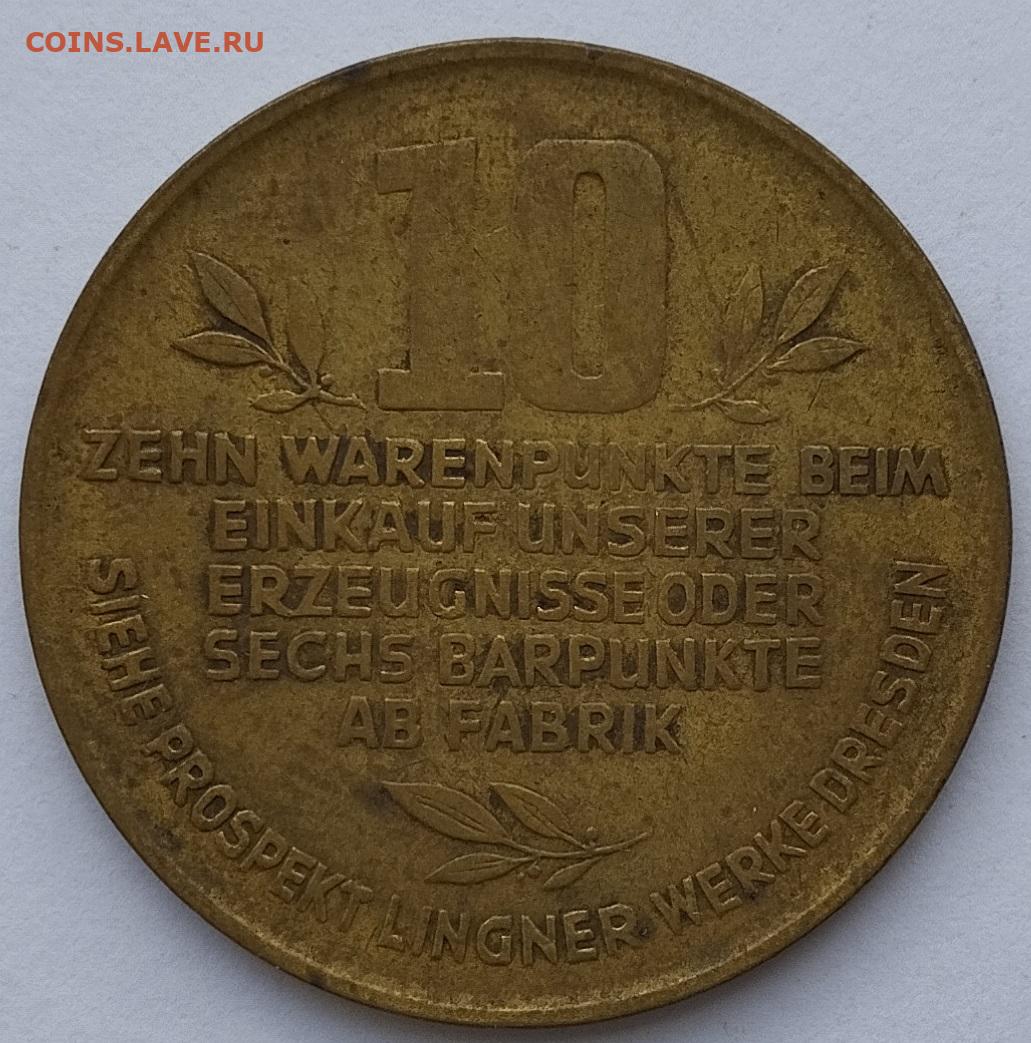 COINS.LAVE.RU
10
ZEHN WARENPUNKTE BEIM
EINKAUF UNSERER
ERZEUGNISSE ODER
SECHS BARPUNKTE
AB FABRIK
SIEHE PROSPEKT LINGNER WERKE DRESDEN